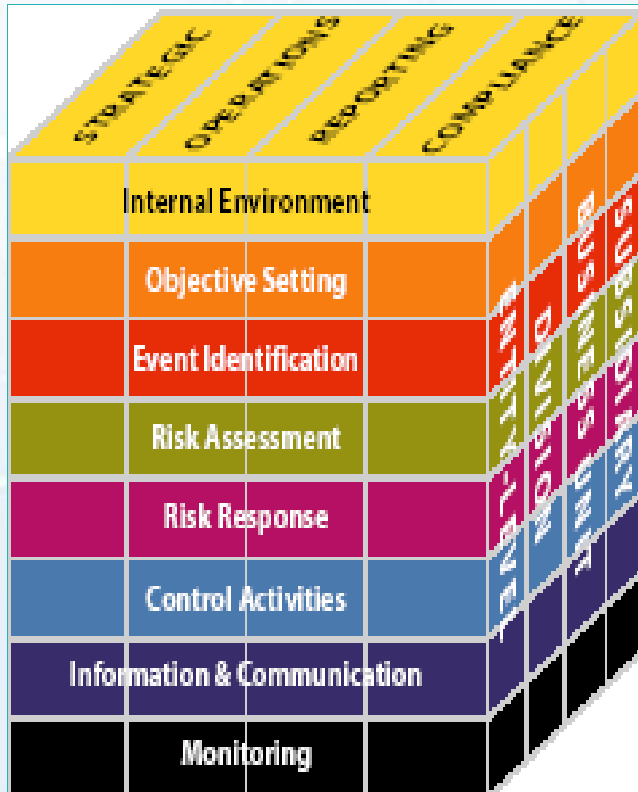 STRATEGIC
OPERATIONS
REPORTING
COMPLIANCE
Internal Environment
Objective Setting
Event Identification
Risk Assessment
Risk Response
Control Activities
Information & Communication
Monitoring
ENTITY-LEVEL
DIVISION
BUSINESS UNIT
SUBSIDIARY